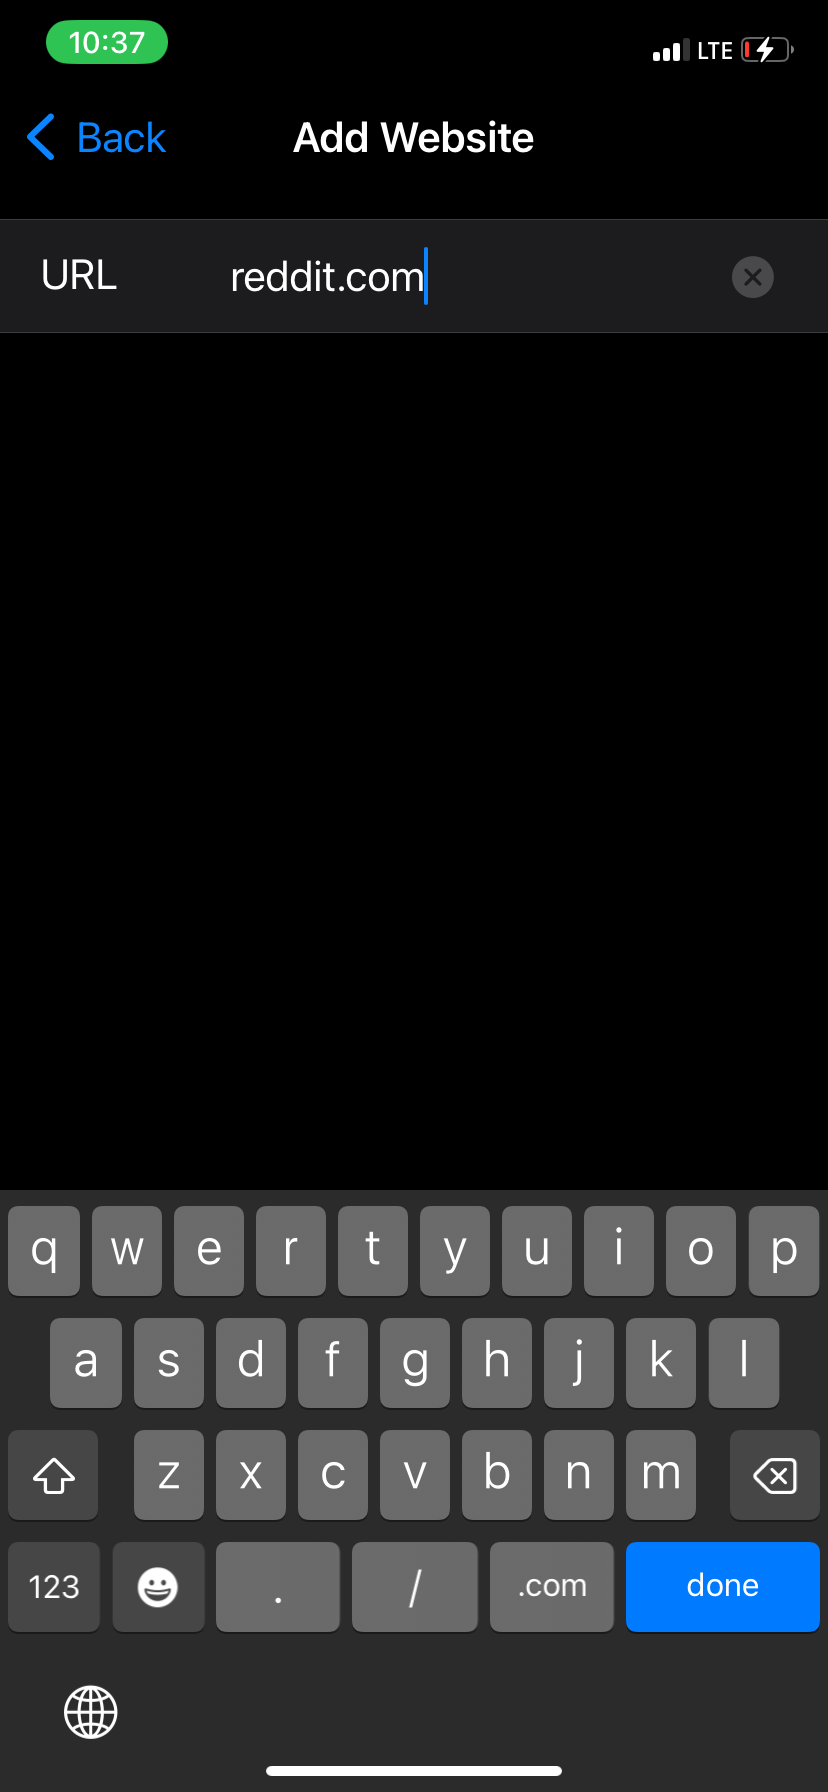 10:37 LTE
Back Add Website
URL reddit.com
q w e r t y u i o p
a s d f g h j k l
z x c v b n m
123 . / .com done